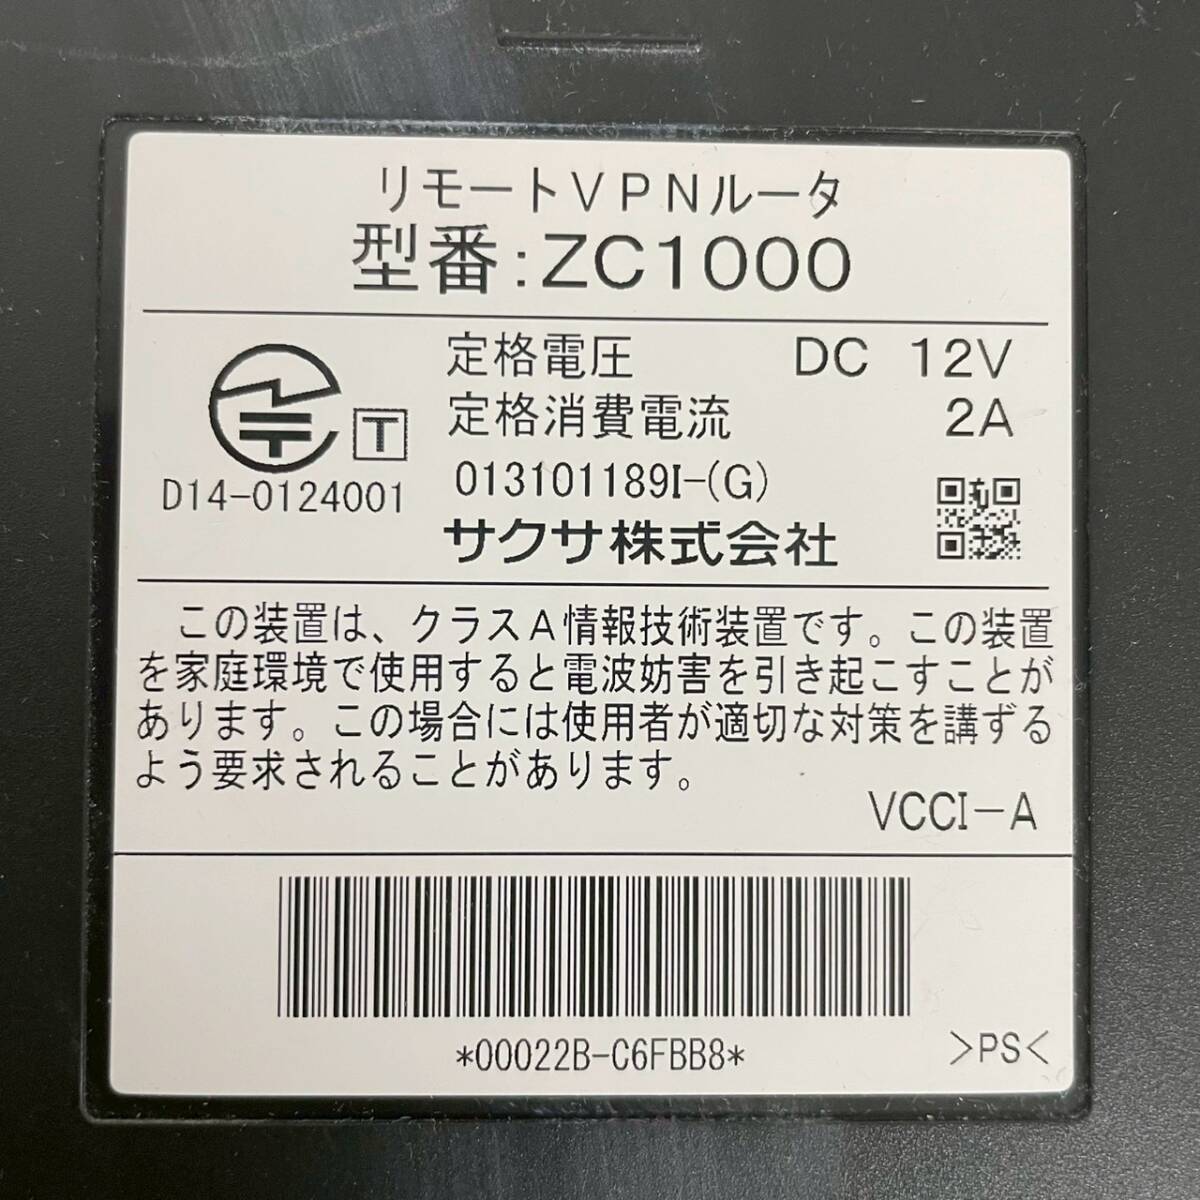 リモートVPNルータ
型番:ZC1000
定格電圧 DC 12V
定格消費電流 2A
T
D14-0124001
013101189I-(G)
サクサ株式会社
この装置は、クラスA情報技術装置です。この装置
を家庭環境で使用すると電波妨害を引き起こすことが
あります。この場合には使用者が適切な対策を講ずる
よう要求されることがあります。
VCCI-A
*00022B-C6FBB8*
>PS<